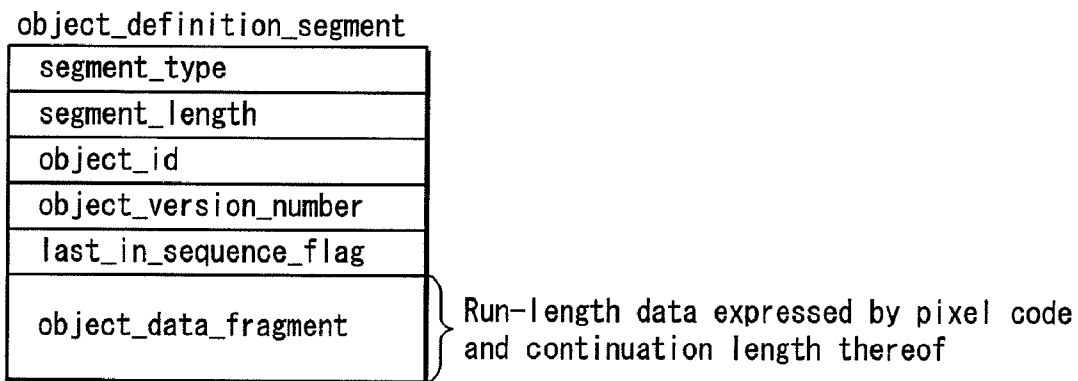 object_definition_segment
segment_type
segment_length
object_id
object_version_number
last_in_sequence_flag
object_data_fragment
Run-length data expressed by pixel code
and continuation length thereof